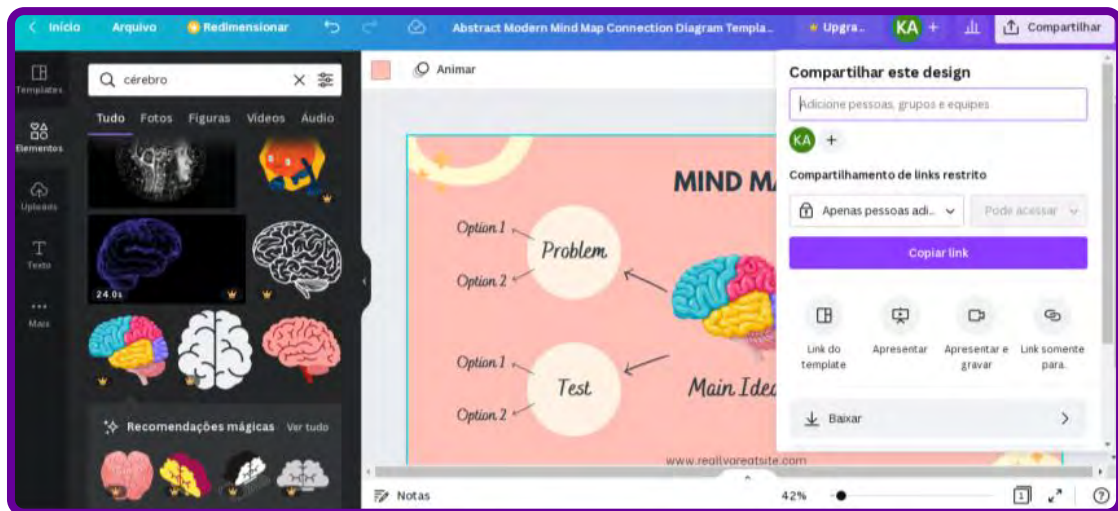 Início Arquivo Redimensionar Abstract Modern Mind Map Connection Diagram Templa... Upgra... KA + Compartilhar
Templates
Elementos
Uploads
Texto
Mais
cérebro
Tudo Fotos Figuras Vídeos Áudio
24.0s
Recomendações mágicas Ver tudo
Animar
MIND MA
Option 1
Problem
Option 2
Option 1
Test
Option 2
Main Idea
Notas
42%
1
Compartilhar este design
Adicione pessoas, grupos e equipes
KA +
Compartilhamento de links restrito
Apenas pessoas adi... Pode acessar
Copiar link
Link do template
Apresentar
Apresentar e gravar
Link somente para.
Baixar